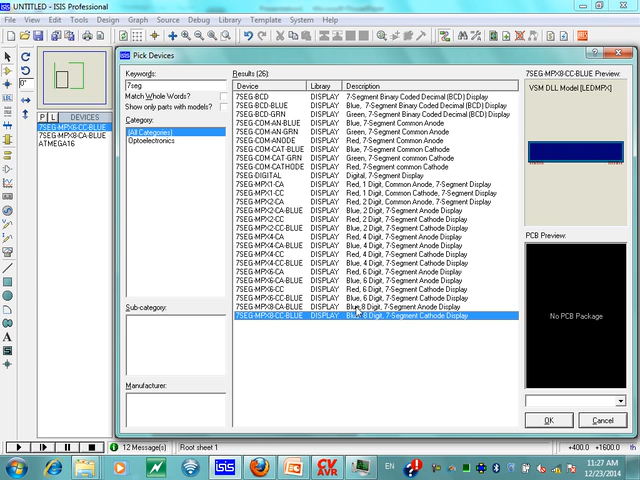 UNTITLED - ISIS Professional
File View Edit Tools Design Graph Source Debug Library Template System Help
Pick Devices
Keywords:
7seg
Match Whole Words?
Show only parts with models?
Category:
(All Categories)
Optoelectronics
Sub-category:
Manufacturer:
P L DEVICES
7SEG-MPX6-CC-BLUE
7SEG-MPX8-CA-BLUE
ATMEGA16
Results (26):
Device Library Description
7SEG-BCD DISPLAY 7-Segment Binary Coded Decimal (BCD) Display
7SEG-BCD-BLUE DISPLAY Blue, 7-Segment Binary Coded Decimal (BCD) Display
7SEG-BCD-GRN DISPLAY Green, 7-Segment Binary Coded Decimal (BCD) Display
7SEG-COM-AN-BLUE DISPLAY Blue, 7-Segment Common Anode
7SEG-COM-AN-GRN DISPLAY Green, 7-Segment Common Anode
7SEG-COM-ANODE DISPLAY Red, 7-Segment Common Anode
7SEG-COM-CAT-BLUE DISPLAY Blue, 7-Segment Common Cathode
7SEG-COM-CAT-GRN DISPLAY Green, 7-Segment common Cathode
7SEG-COM-CATHODE DISPLAY Red, 7-Segment Common Cathode
7SEG-DIGITAL DISPLAY Digital, 7-Segment Display
7SEG-MPX1-CA DISPLAY Red, 1 Digit, Common Anode, 7-Segment Display
7SEG-MPX1-CC DISPLAY Red, 1 Digit, Common Cathode, 7-Segment Display
7SEG-MPX2-CA DISPLAY Red, 2 Digit, Common Anode, 7-Segment Display
7SEG-MPX2-CA-BLUE DISPLAY Blue, 2 Digit, 7-Segment Anode Display
7SEG-MPX2-CC DISPLAY Red, 2 Digit, 7-Segment Cathode Display
7SEG-MPX2-CC-BLUE DISPLAY Blue, 2 Digit, 7-Segment Cathode Display
7SEG-MPX4-CA DISPLAY Red, 4 Digit, 7-Segment Anode Display
7SEG-MPX4-CA-BLUE DISPLAY Blue, 4 Digit, 7-Segment Anode Display
7SEG-MPX4-CC DISPLAY Red, 4 Digit, 7-Segment Cathode Display
7SEG-MPX4-CC-BLUE DISPLAY Blue, 4 Digit, 7-Segment Cathode Display
7SEG-MPX6-CA DISPLAY Red, 6 Digit, 7-Segment Anode Display
7SEG-MPX6-CA-BLUE DISPLAY Blue, 6 Digit, 7-Segment Anode Display
7SEG-MPX6-CC DISPLAY Red, 6 Digit, 7-Segment Cathode Display
7SEG-MPX6-CC-BLUE DISPLAY Blue, 6 Digit, 7-Segment Cathode Display
7SEG-MPX8-CA-BLUE DISPLAY Blue, 8 Digit, 7-Segment Anode Display
7SEG-MPX8-CC-BLUE DISPLAY Blue, 8 Digit, 7-Segment Cathode Display
7SEG-MPX8-CC-BLUE Preview:
VSM DLL Model [LEDMPX]
PCB Preview:
No PCB Package
OK Cancel
12 Message(s) Root sheet 1 +400.0 +1600.0 th
isis CV AVR isis EN 11:27 AM
12/23/2014